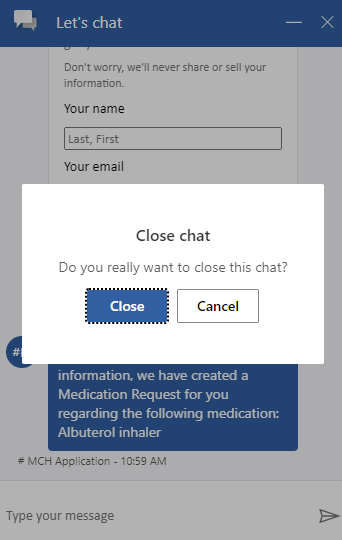 Let's chat
Don't worry, we'll never share or sell your
information.
Your name
Last, First
Your email
Close chat
Do you really want to close this chat?
Close Cancel
information, we have created a
Medication Request for you
regarding the following medication:
Albuterol inhaler
# MCH Application - 10:59 AM
Type your message